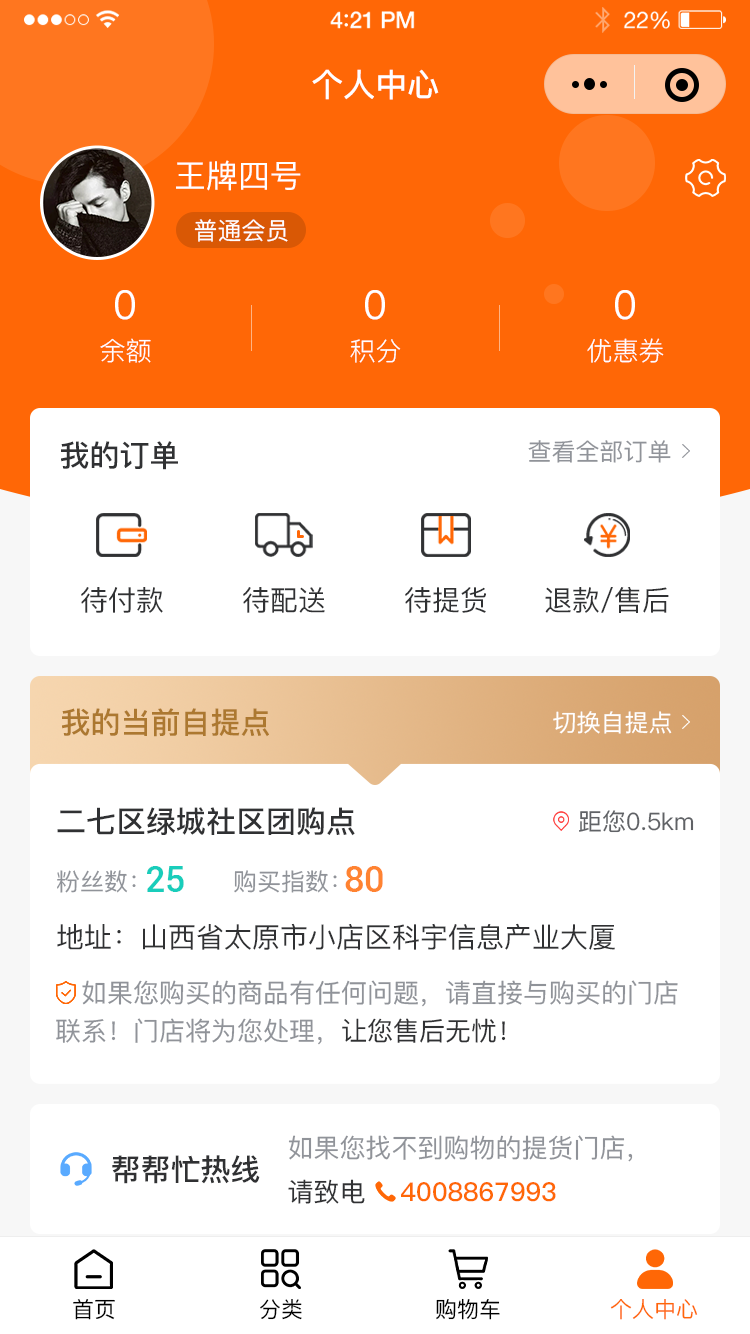 4:21 PM
22%
个人中心
王牌四号
普通会员
0
0
0
余额
积分
优惠券
我的订单
查看全部订单
待付款
待配送
待提货
退款/售后
我的当前自提点
切换自提点
二七区绿城社区团购点
距您0.5km
粉丝数:25
购买指数:80
地址：山西省太原市小店区科宇信息产业大厦
如果您购买的商品有任何问题，请直接与购买的门店
联系！门店将为您处理，让您售后无忧！
帮帮忙热线
如果您找不到购物的提货门店，
请致电 4008867993
首页
分类
购物车
个人中心